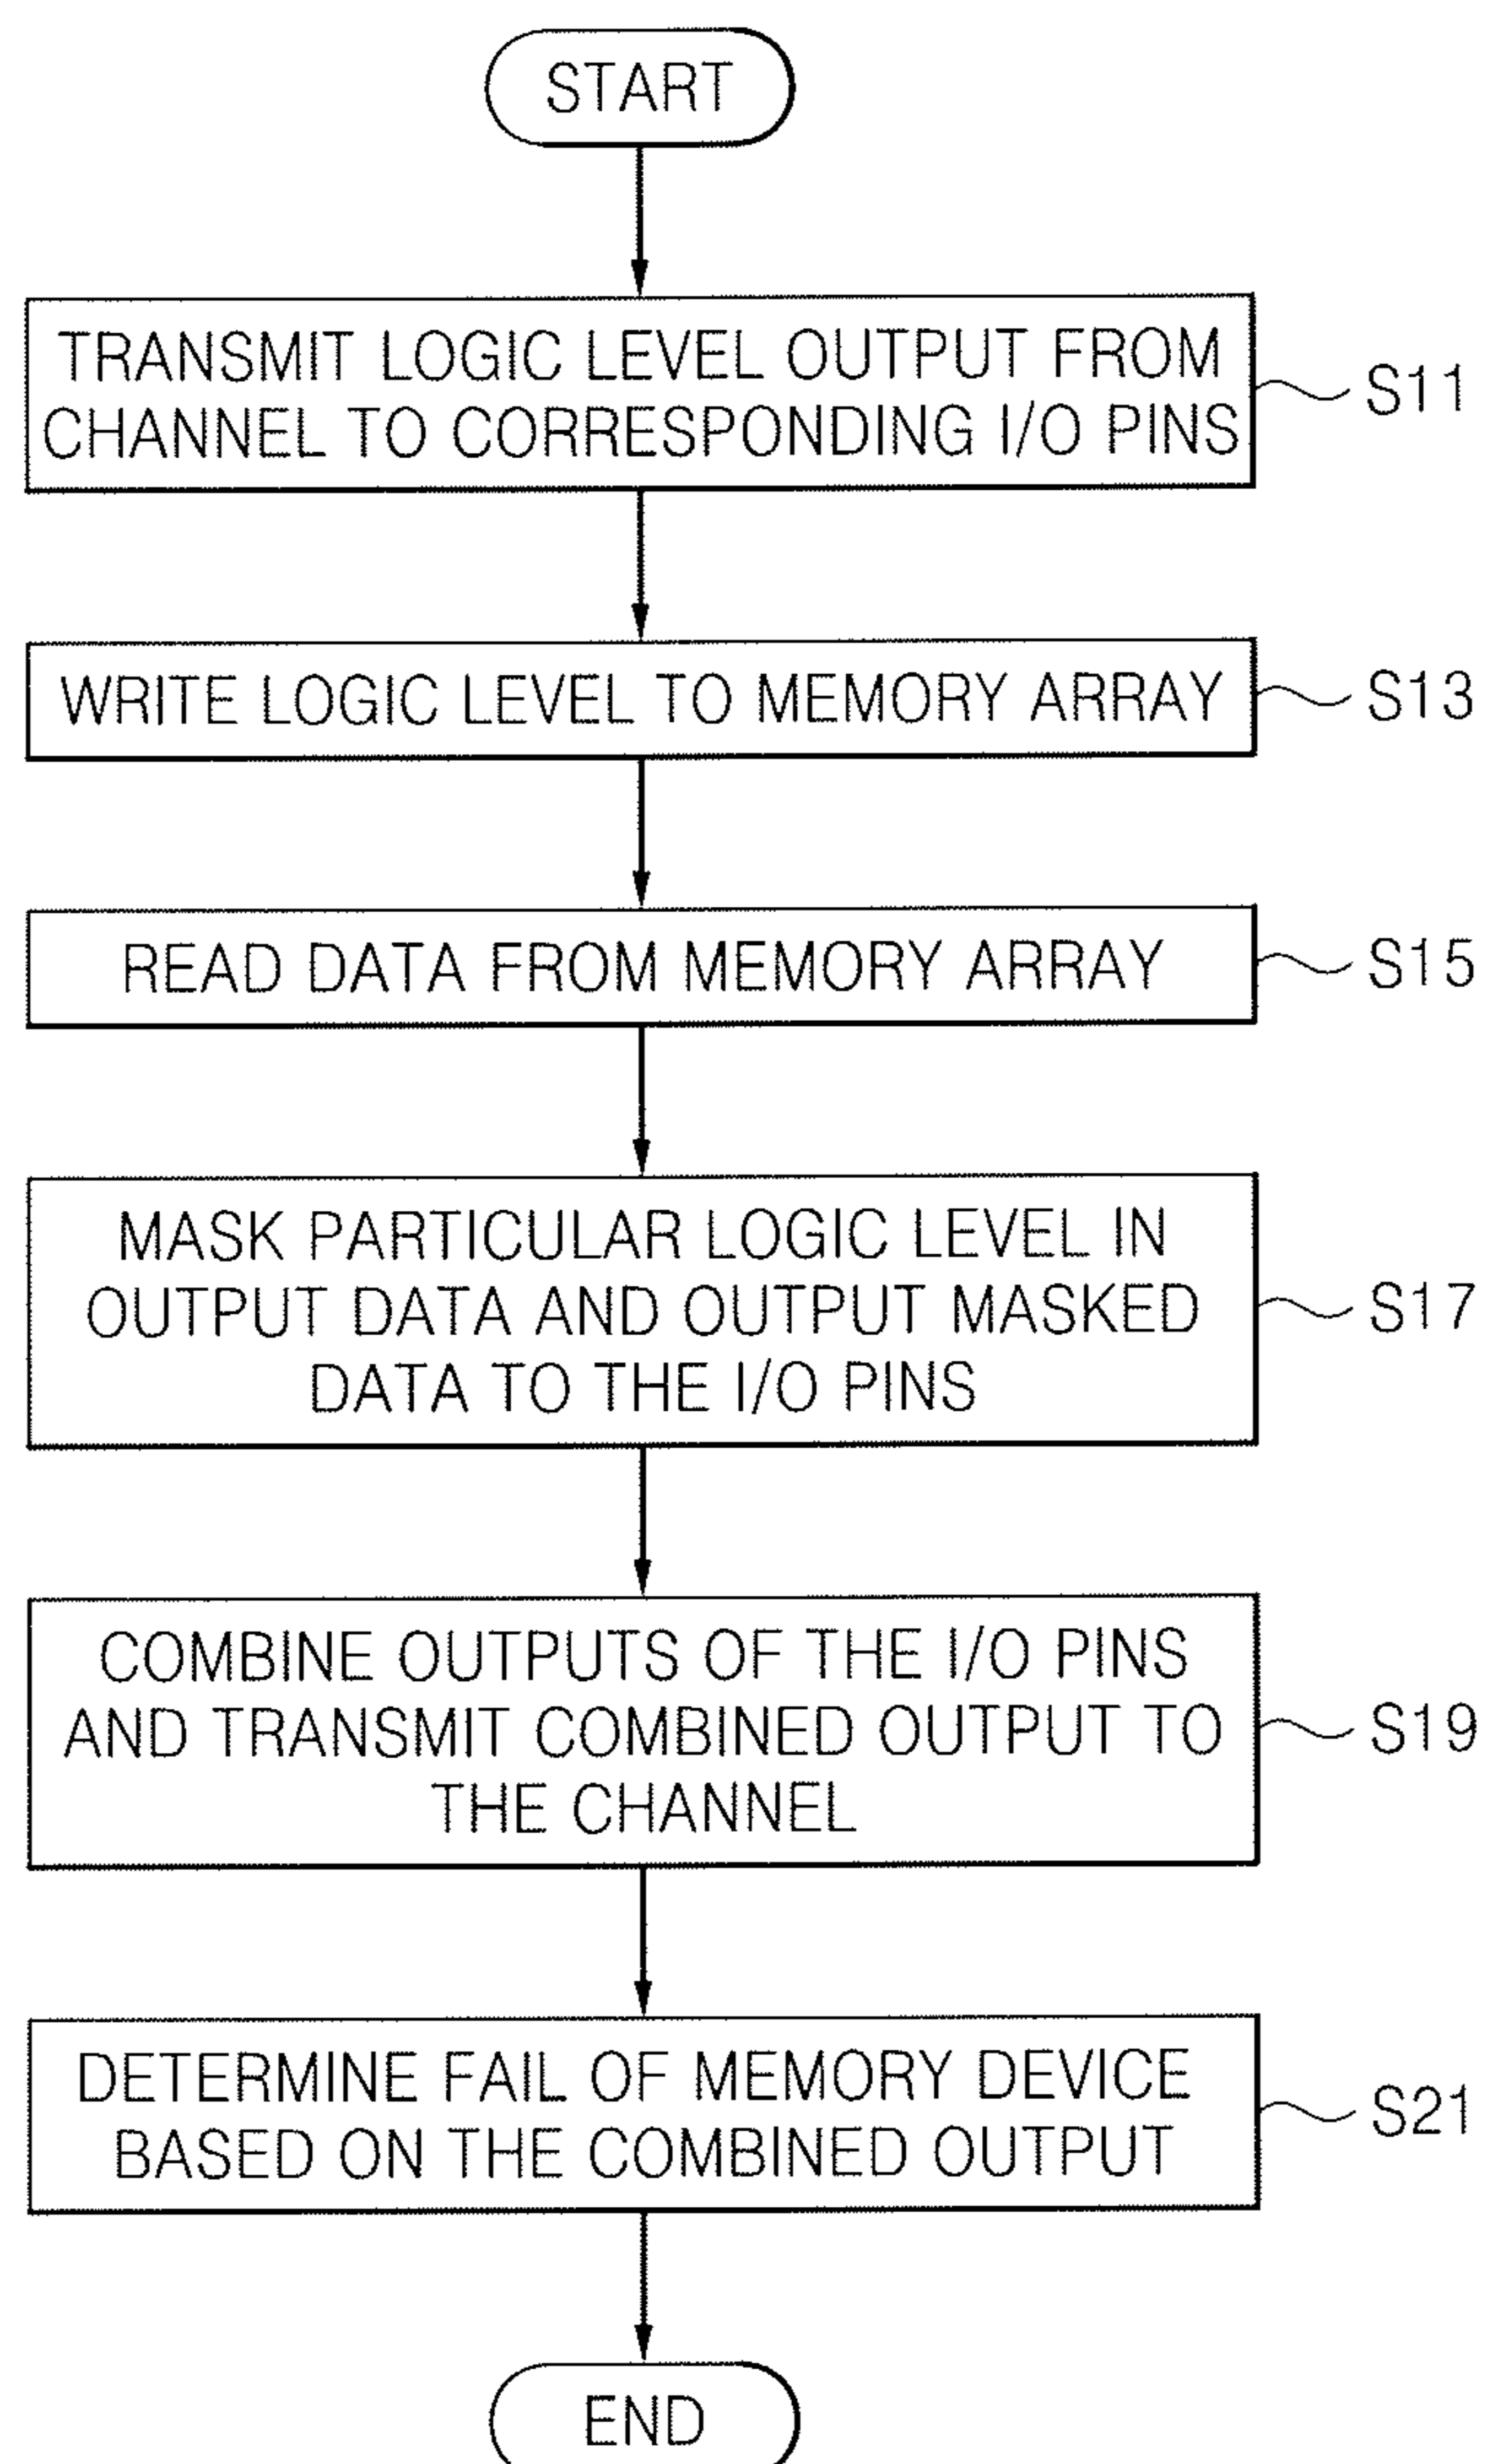 START
TRANSMIT LOGIC LEVEL OUTPUT FROM
CHANNEL TO CORRESPONDING I/O PINS
S11
WRITE LOGIC LEVEL TO MEMORY ARRAY
S13
READ DATA FROM MEMORY ARRAY
S15
MASK PARTICULAR LOGIC LEVEL IN
OUTPUT DATA AND OUTPUT MASKED
DATA TO THE I/O PINS
S17
COMBINE OUTPUTS OF THE I/O PINS
AND TRANSMIT COMBINED OUTPUT TO
THE CHANNEL
S19
DETERMINE FAIL OF MEMORY DEVICE
BASED ON THE COMBINED OUTPUT
S21
END